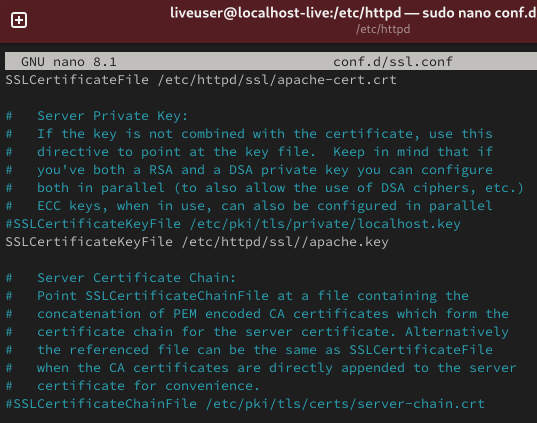 liveuser@localhost-live:/etc/httpd — sudo nano conf.d
/etc/httpd
GNU nano 8.1 conf.d/ssl.conf
SSLCertificateFile /etc/httpd/ssl/apache-cert.crt
#   Server Private Key:
#   If the key is not combined with the certificate, use this
#   directive to point at the key file.  Keep in mind that if
#   you've both a RSA and a DSA private key you can configure
#   both in parallel (to also allow the use of DSA ciphers, etc.)
#   ECC keys, when in use, can also be configured in parallel
#SSLCertificateKeyFile /etc/pki/tls/private/localhost.key
SSLCertificateKeyFile /etc/httpd/ssl//apache.key
#   Server Certificate Chain:
#   Point SSLCertificateChainFile at a file containing the
#   concatenation of PEM encoded CA certificates which form the
#   certificate chain for the server certificate. Alternatively
#   the referenced file can be the same as SSLCertificateFile
#   when the CA certificates are directly appended to the server
#   certificate for convenience.
#SSLCertificateChainFile /etc/pki/tls/certs/server-chain.crt